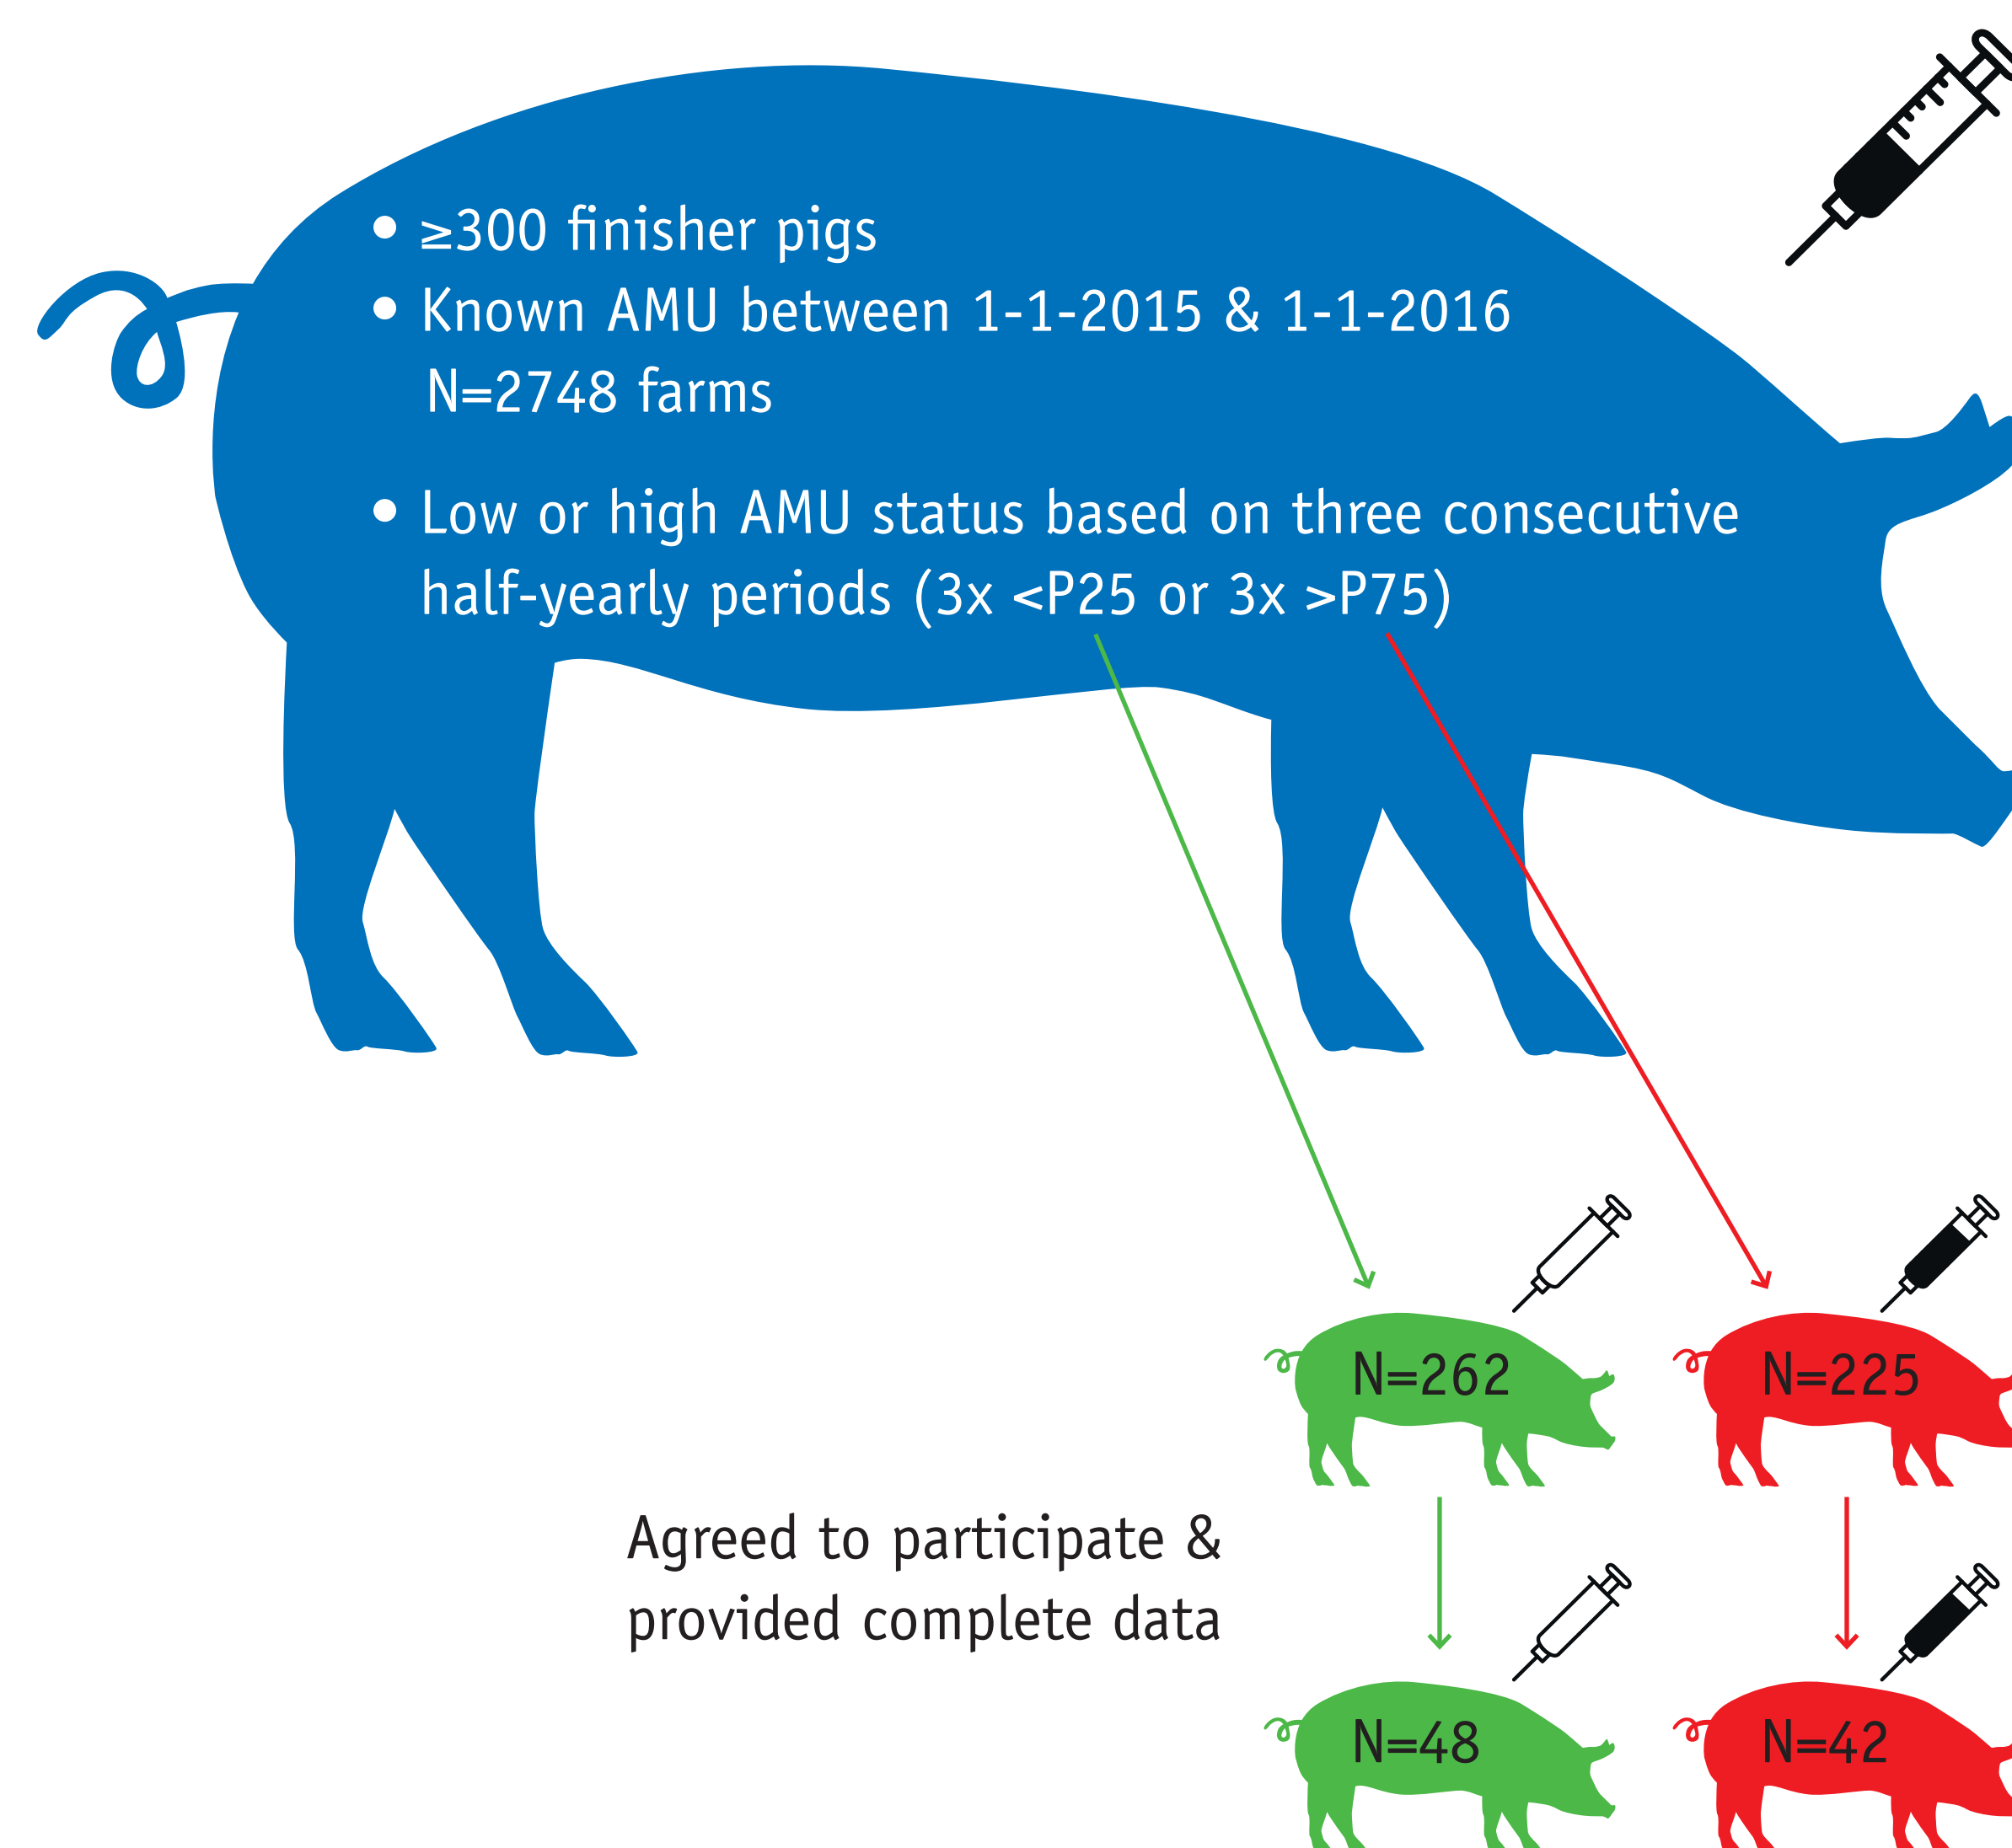 ≥300 finisher pigs
Known AMU between 1-1-2015 & 1-1-2016
N=2748 farms
Low or high AMU status based on three consecutie
half-yearly periods (3x <P25 or 3x >P75)
N=262
N=225
Agreed to participate &
provided complete data
N=48
N=42